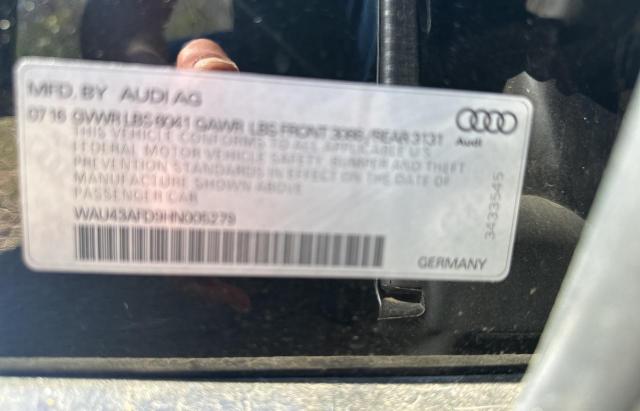 MFD. BY AUDI AG
07 16 GVWR LBS 6041 GAWR LBS FRONT /REAR 3131
THIS VEHICLE CONFORMS TO ALL APPLICABLE U.S.
FEDERAL MOTOR VEHICLE SAFETY, BUMPER AND THEFT
PREVENTION STANDARDS IN EFFECT ON THE DATE OF
MANUFACTURE SHOWN ABOVE
PASSENGER CAR
WAU43AFD9HN005279
GERMANY
Audi
3433545